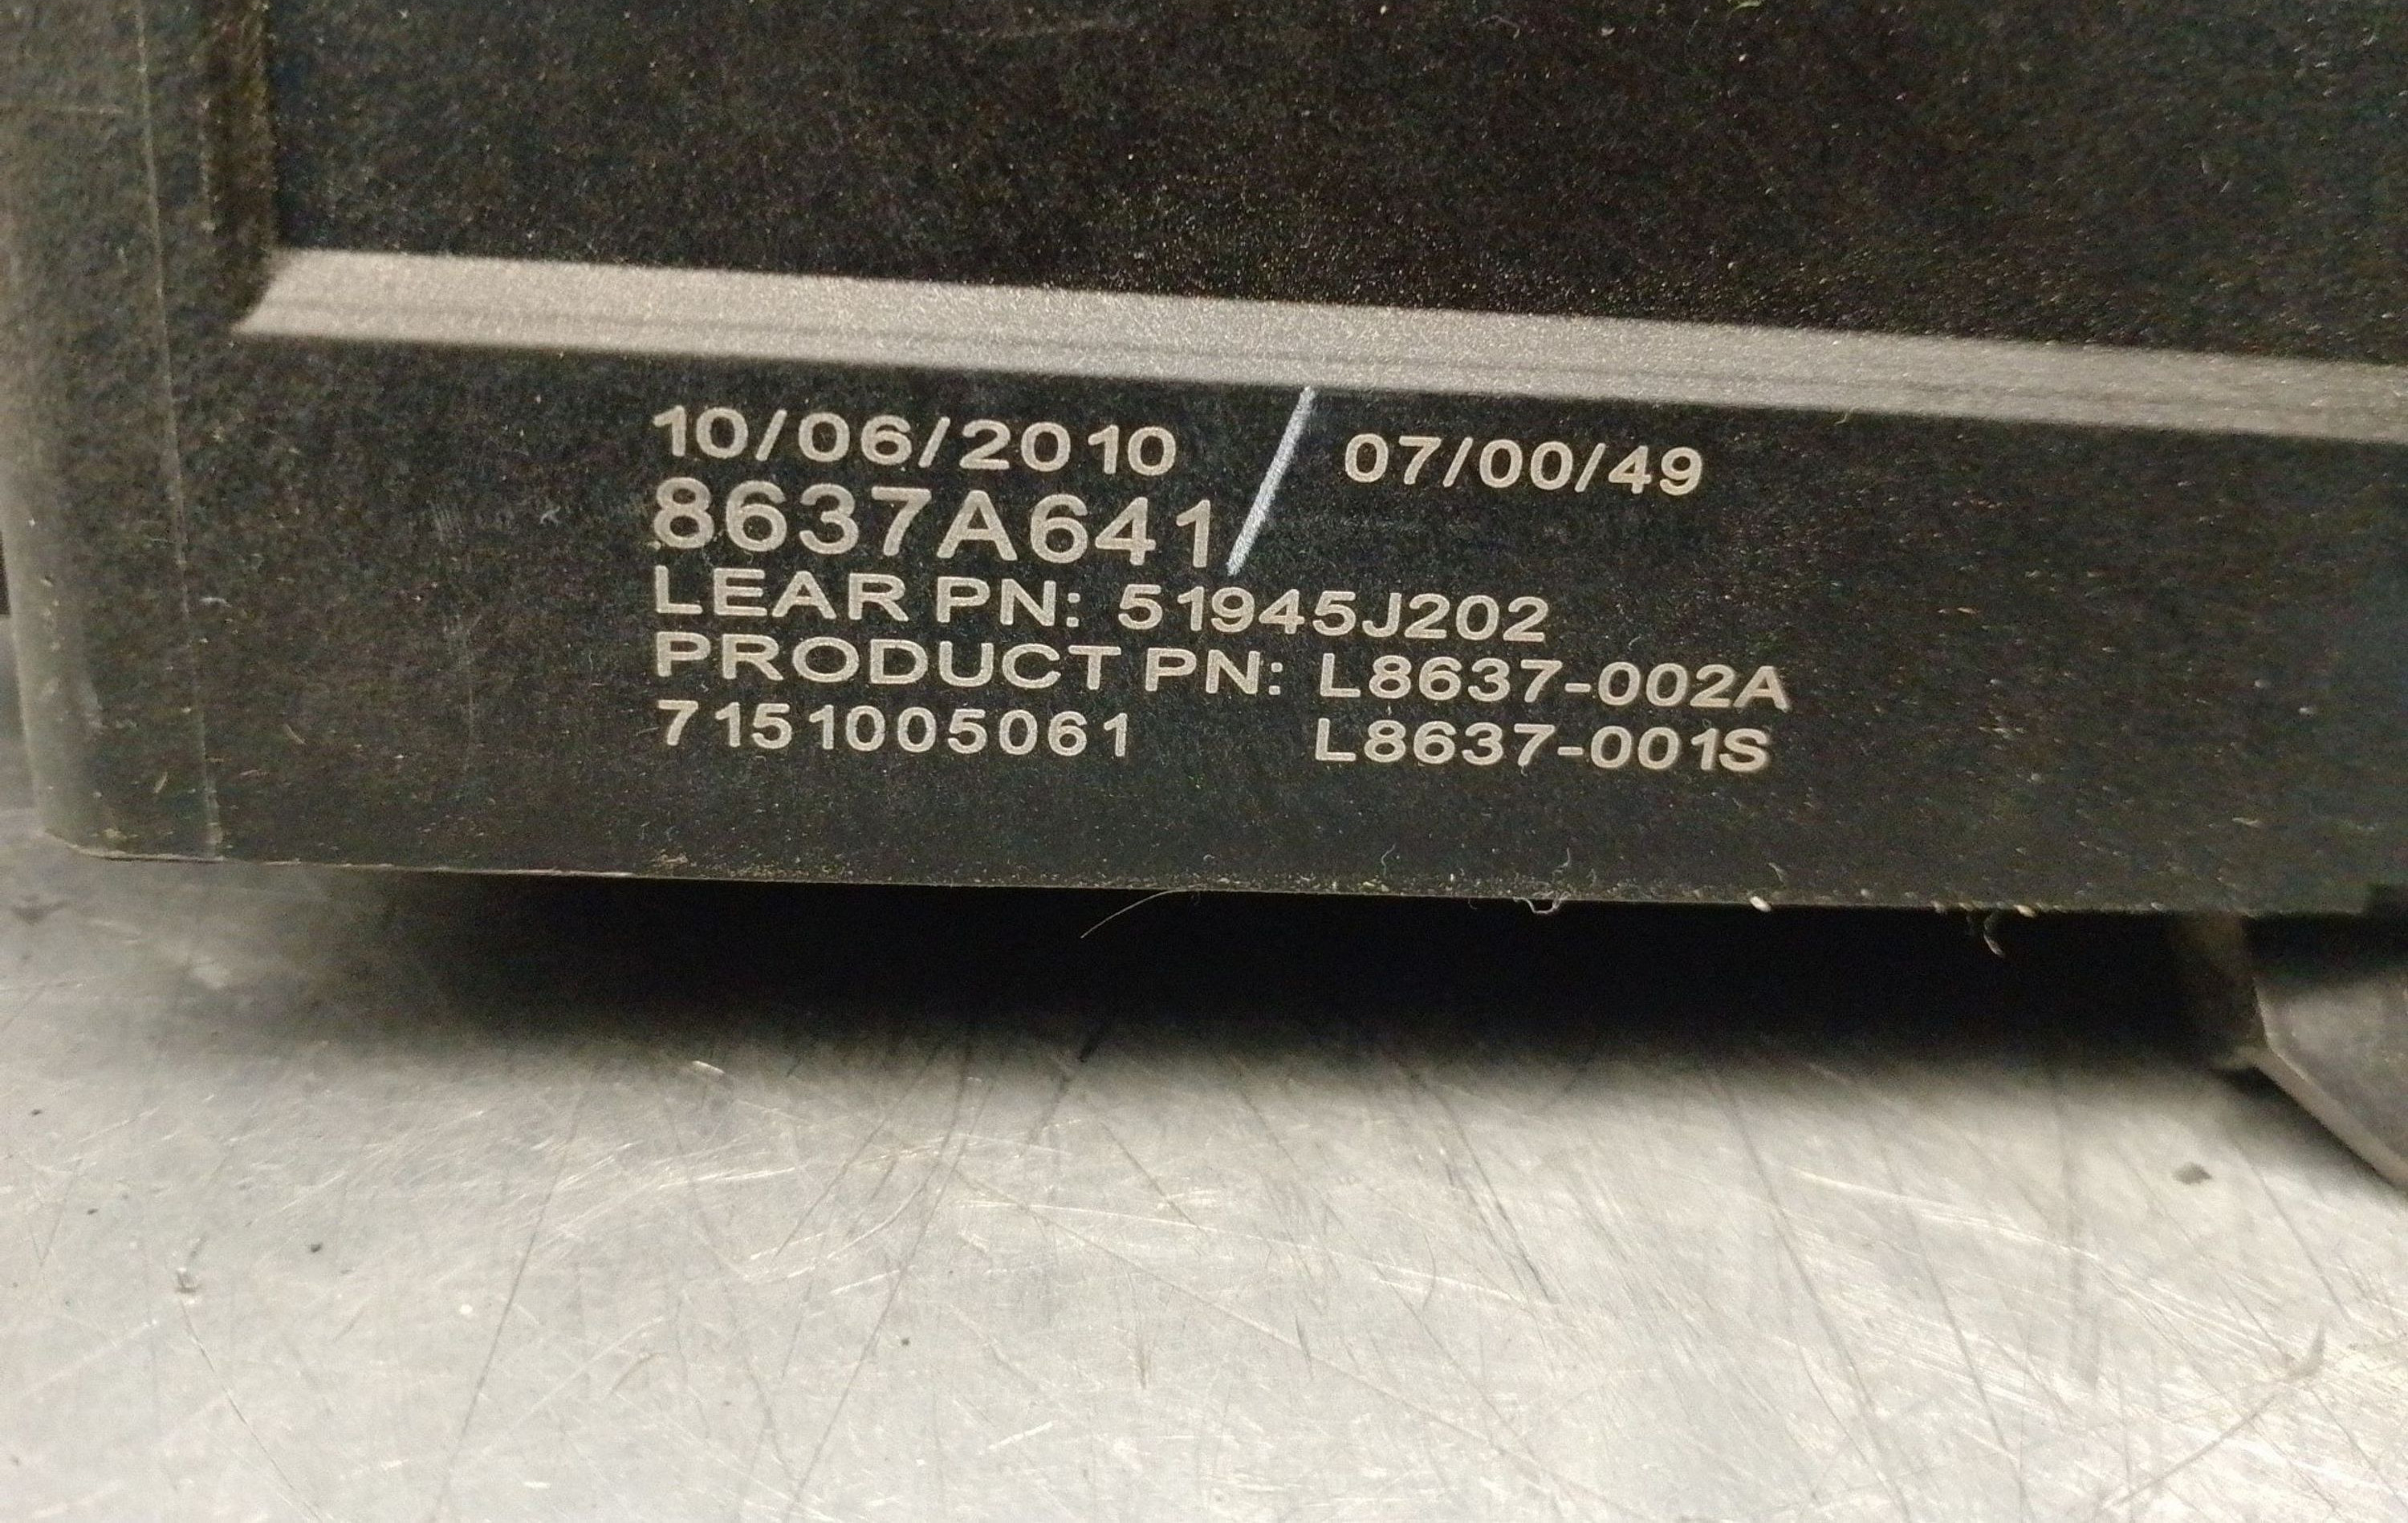 10/06/2010 07/00/49
8637A641
LEAR PN: 51945J202
PRODUCT PN: L8637-002A
7151005061 L8637-001S